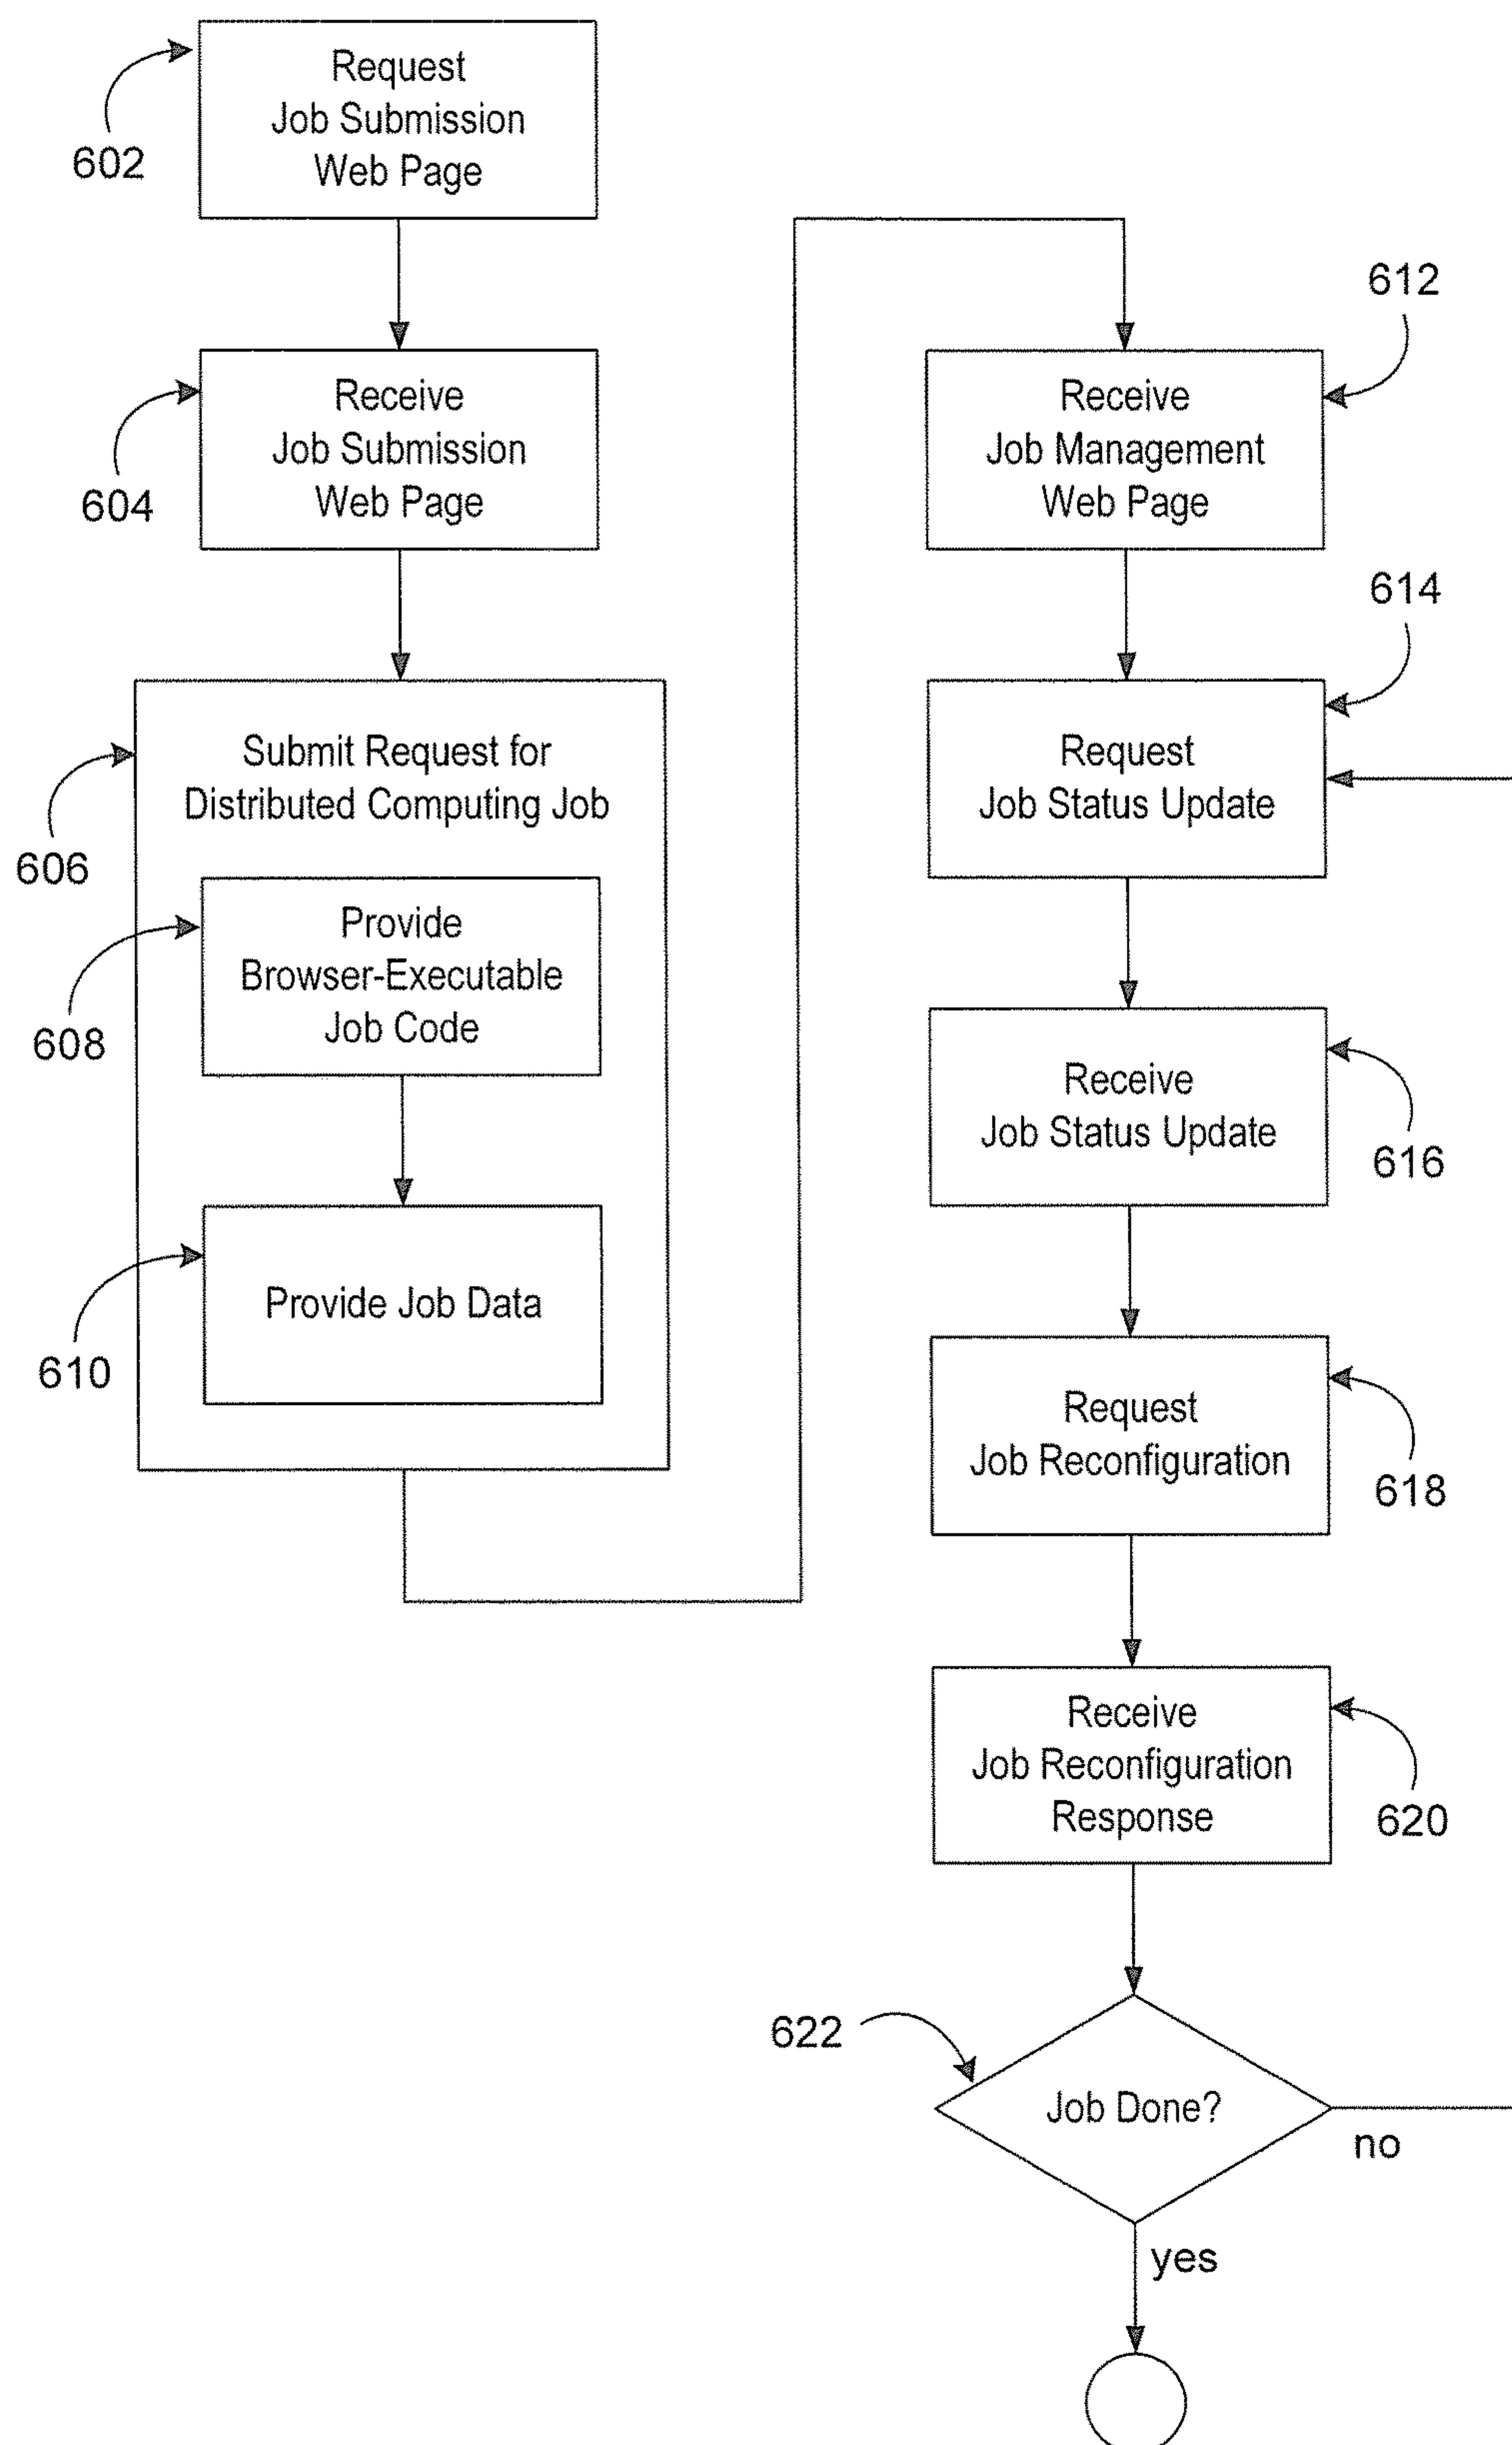 602
Request
Job Submission
Web Page
604
Receive
Job Submission
Web Page
606
Submit Request for
Distributed Computing Job
608
Provide
Browser-Executable
Job Code
610
Provide Job Data
612
Receive
Job Management
Web Page
614
Request
Job Status Update
616
Receive
Job Status Update
618
Request
Job Reconfiguration
620
Receive
Job Reconfiguration
Response
622
Job Done?
no
yes